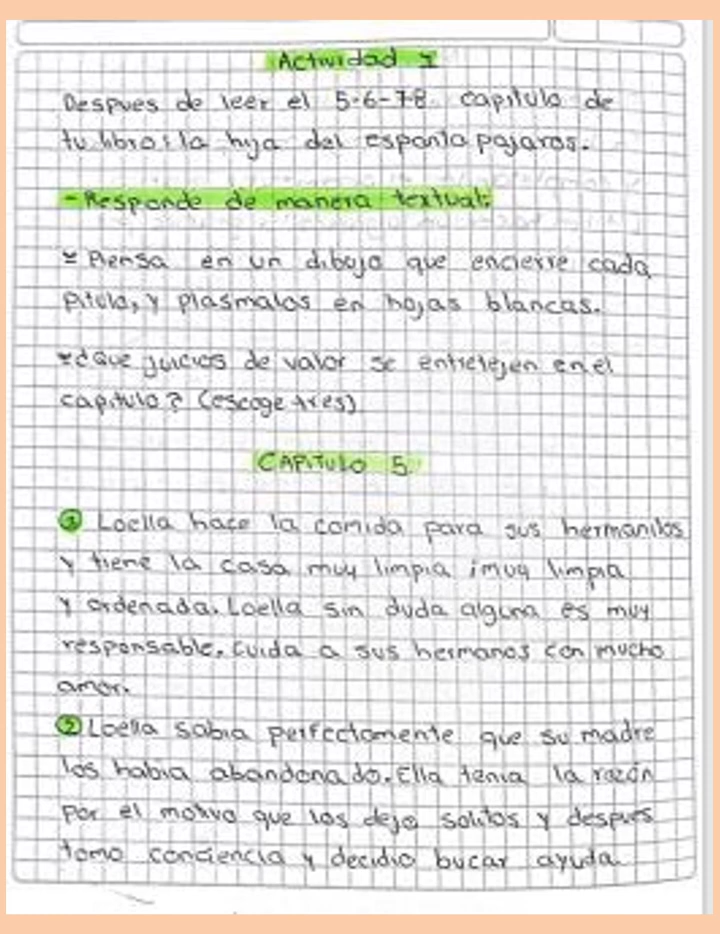 Actividad 1
Despues de leer el 5-6-7-8 capitulo de
tu libro: la hija del espanta pajaros.
- Responde de manera textual:
* Piensa en un dibujo que encierre cada
pitulo, y plasmalos en hojas blancas.
* ¿Que juicios de valor se entretejen en el
capitulo? (escoge tres)
CAPITULO 5
① Loella hace la comida para sus hermanitos
y tiene la casa muy limpia ¡muy limpia
y ordenada. Loella sin duda alguna es muy
responsable, cuida a sus hermanos con mucho
amor.
② Loella sabia perfectamente que su madre
los habia abandonado. Ella tenia la razón
por el motivo que los dejo solitos y despues
tomo conciencia y decidio bucar ayuda